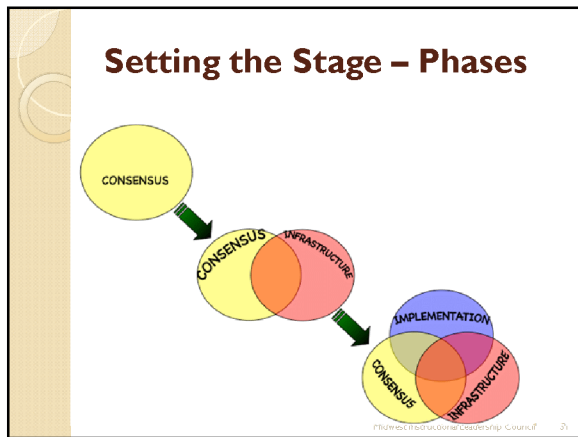 Setting the Stage – Phases
CONSENSUS
CONSENSUS
INFRASTRUCTURE
IMPLEMENTATION
CONSENSUS
INFRASTRUCTURE
Midwest Instructional Leadership Council